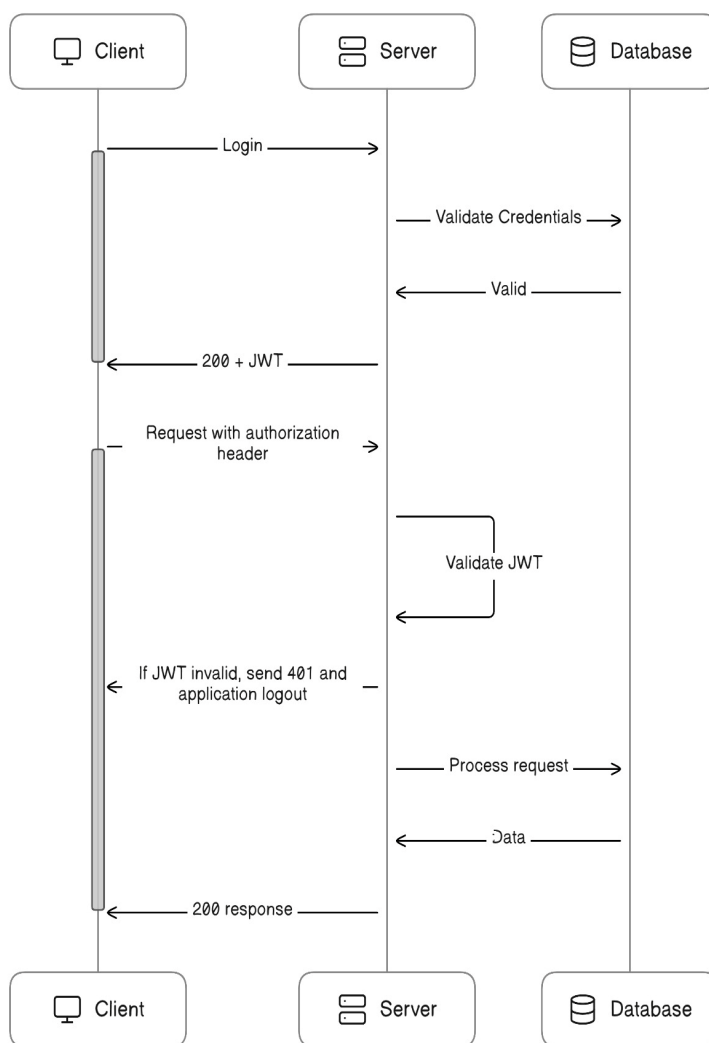 Client
Server
Database
Login
Validate Credentials
Valid
200 + JWT
Request with authorization
header
Validate JWT
If JWT invalid, send 401 and
application logout
Process request
Data
200 response
Client
Server
Database